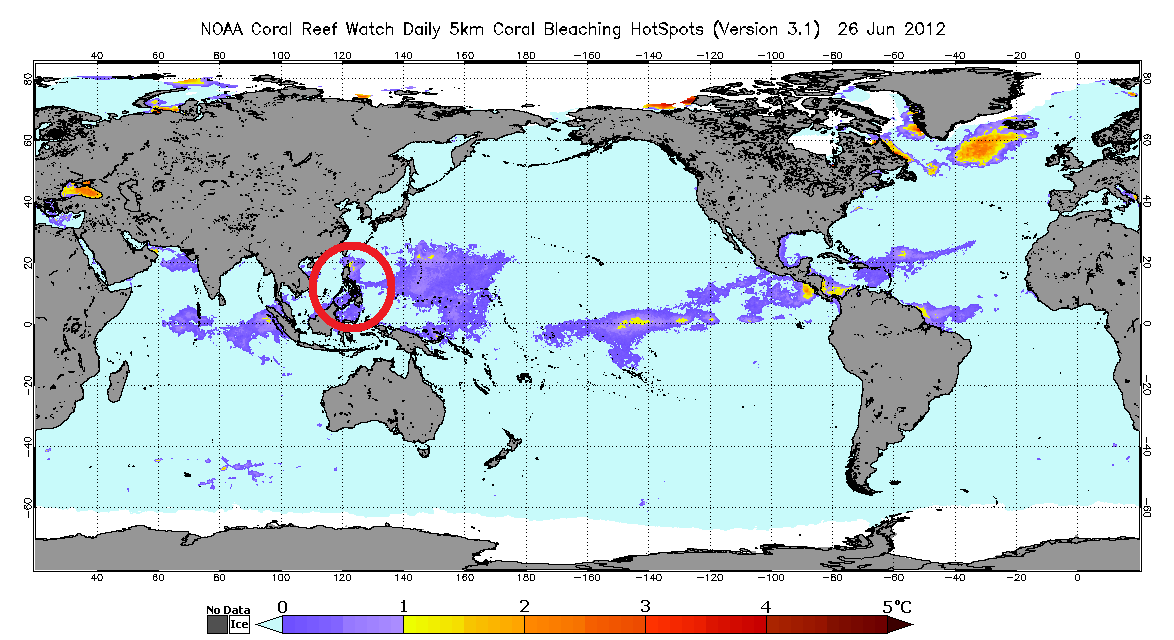 NOAA Coral Reef Watch Daily 5km Coral Bleaching HotSpots (Version 3.1) 26 Jun 2012
40 60 80 100 120 140 160 180 −160 −140 −120 −100 −80 −60 −40 −20 0
80 80
60 60
40 40
20 20
0 0
−20 −20
−40 −40
−60 −60
40 60 80 100 120 140 160 180 −160 −140 −120 −100 −80 −60 −40 −20 0
No Data 0 1 2 3 4 5°C
Ice